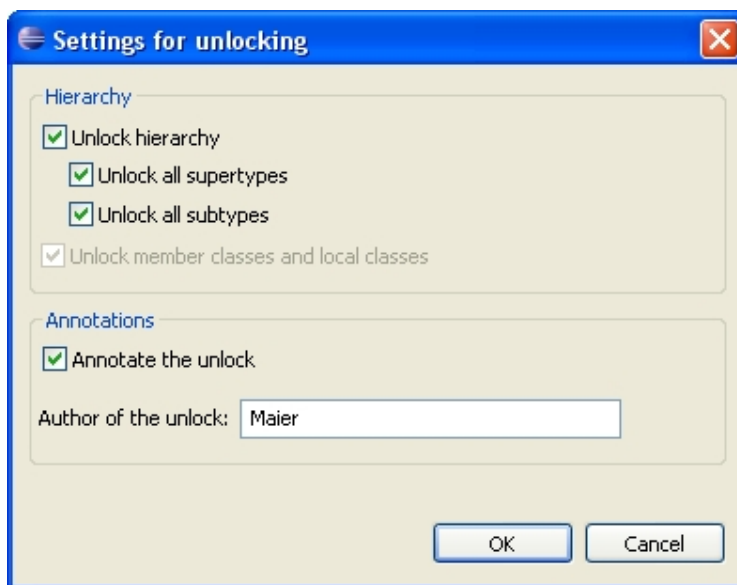 Settings for unlocking
Hierarchy
Unlock hierarchy
Unlock all supertypes
Unlock all subtypes
Unlock member classes and local classes
Annotations
Annotate the unlock
Author of the unlock: Maier
OK Cancel